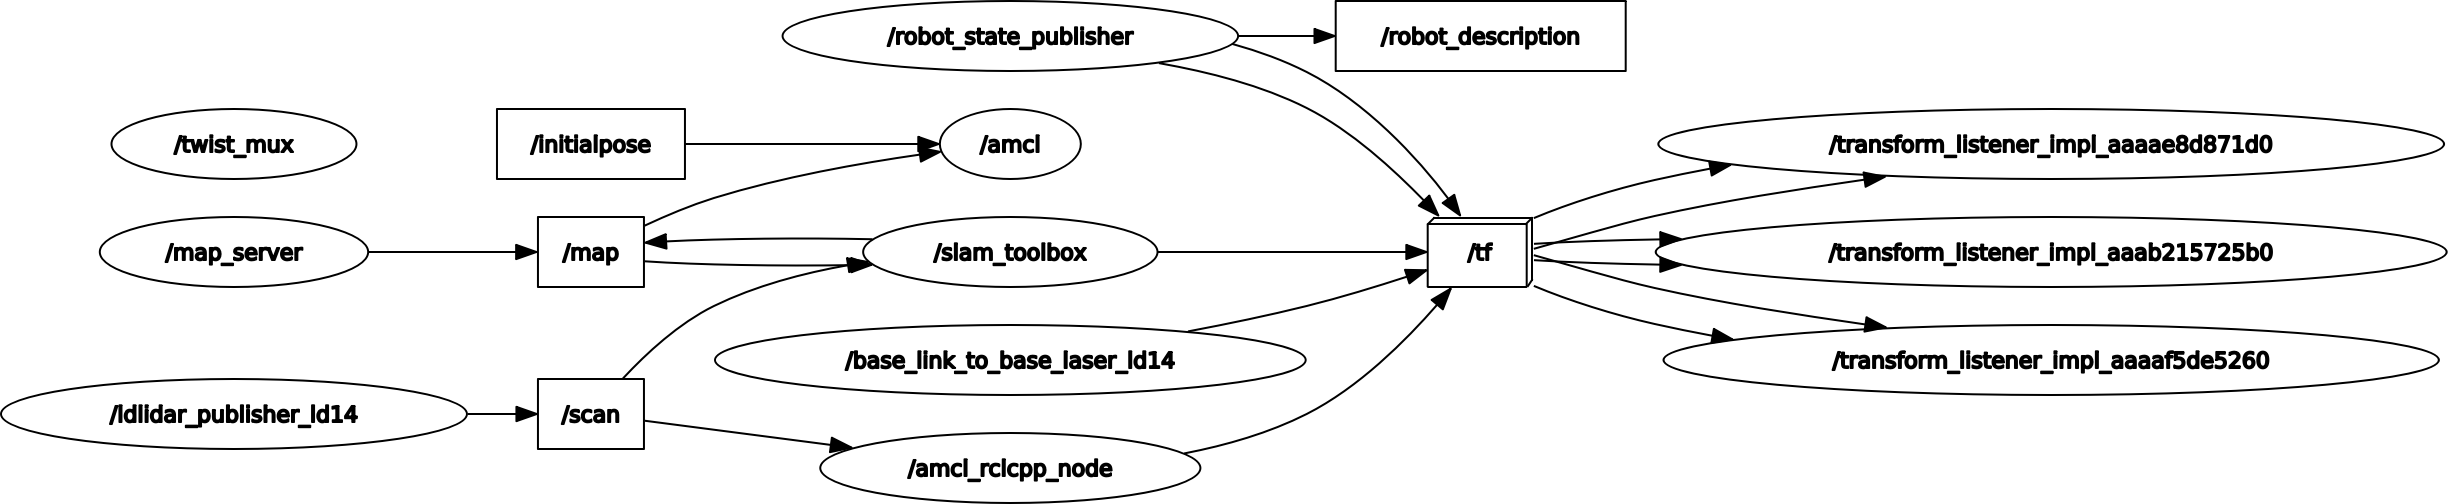 /robot_state_publisher
/robot_description
/twist_mux
/initialpose
/amcl
/transform_listener_impl_aaaae8d871d0
/map_server
/map
/slam_toolbox
/tf
/transform_listener_impl_aaab215725b0
/base_link_to_base_laser_ld14
/transform_listener_impl_aaaaf5de5260
/ldlidar_publisher_ld14
/scan
/amcl_rclcpp_node